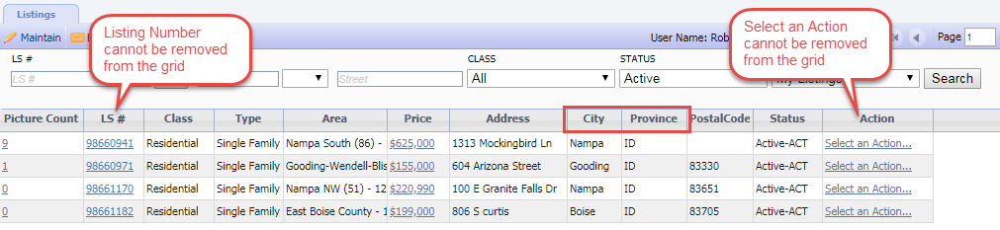 Listings
Maintain
Listing Number
cannot be removed
from the grid
User Name: Rob
Select an Action
cannot be removed
from the grid
Page 1
LS #
LS #
Street
CLASS
All
STATUS
Active
My Listings
Search
Picture Count LS # Class Type Area Price Address City Province PostalCode Status Action
9 98660941 Residential Single Family Nampa South (86) - $625,000 1313 Mockingbird Ln Nampa ID Active-ACT Select an Action...
1 98660971 Residential Single Family Gooding-Wendell-Blis $155,000 604 Arizona Street Gooding ID 83330 Active-ACT Select an Action...
0 98661170 Residential Single Family Nampa NW (51) - 12 $220,990 100 E Granite Falls Dr Nampa ID 83651 Active-ACT Select an Action...
0 98661182 Residential Single Family East Boise County - 1 $199,000 806 S curtis Boise ID 83705 Active-ACT Select an Action...